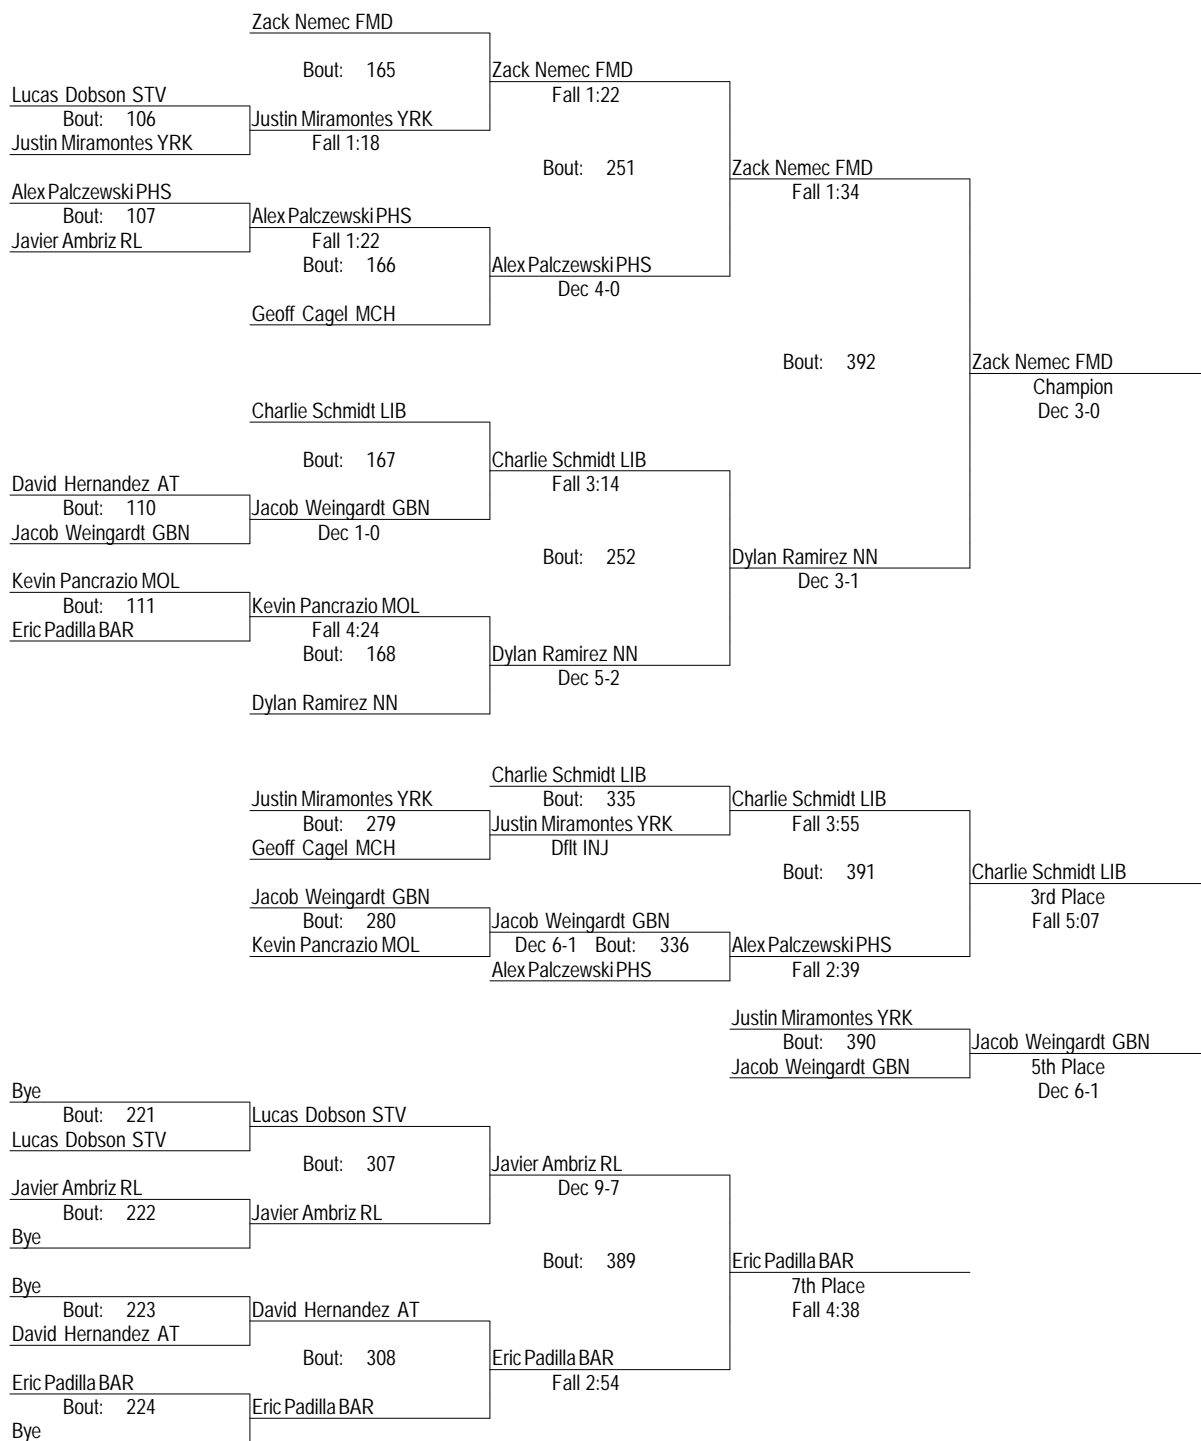 Zack Nemec FMD
Bout: 165
Zack Nemec FMD
Fall 1:22
Lucas Dobson STV
Bout: 106
Justin Miramontes YRK
Justin Miramontes YRK
Fall 1:18
Bout: 251
Zack Nemec FMD
Fall 1:34
Alex Palczewski PHS
Bout: 107
Javier Ambriz RL
Alex Palczewski PHS
Fall 1:22
Bout: 166
Alex Palczewski PHS
Dec 4-0
Geoff Cagel MCH
Bout: 392
Zack Nemec FMD
Champion
Dec 3-0
Charlie Schmidt LIB
Bout: 167
Charlie Schmidt LIB
Fall 3:14
David Hernandez AT
Bout: 110
Jacob Weingardt GBN
Jacob Weingardt GBN
Dec 1-0
Bout: 252
Dylan Ramirez NN
Dec 3-1
Kevin Pancrazio MOL
Bout: 111
Eric Padilla BAR
Kevin Pancrazio MOL
Fall 4:24
Bout: 168
Dylan Ramirez NN
Dec 5-2
Dylan Ramirez NN
Charlie Schmidt LIB
Bout: 335
Charlie Schmidt LIB
Fall 3:55
Justin Miramontes YRK
Bout: 279
Geoff Cagel MCH
Justin Miramontes YRK
Dflt INJ
Bout: 391
Charlie Schmidt LIB
3rd Place
Fall 5:07
Jacob Weingardt GBN
Bout: 280
Kevin Pancrazio MOL
Jacob Weingardt GBN
Dec 6-1 Bout: 336
Alex Palczewski PHS
Alex Palczewski PHS
Fall 2:39
Justin Miramontes YRK
Bout: 390
Jacob Weingardt GBN
Jacob Weingardt GBN
5th Place
Dec 6-1
Bye
Bout: 221
Lucas Dobson STV
Lucas Dobson STV
Bout: 307
Javier Ambriz RL
Dec 9-7
Javier Ambriz RL
Bout: 222
Bye
Javier Ambriz RL
Bout: 389
Eric Padilla BAR
7th Place
Fall 4:38
Bye
Bout: 223
David Hernandez AT
David Hernandez AT
Bout: 308
Eric Padilla BAR
Fall 2:54
Eric Padilla BAR
Bout: 224
Bye
Eric Padilla BAR